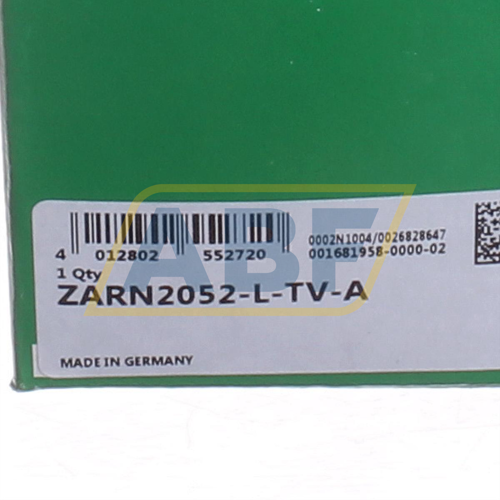 4 012802 552720
0002N1004/0026828647
001681958-0000-02
1 Qty
ZARN2052-L-TV-A
MADE IN GERMANY
ABF